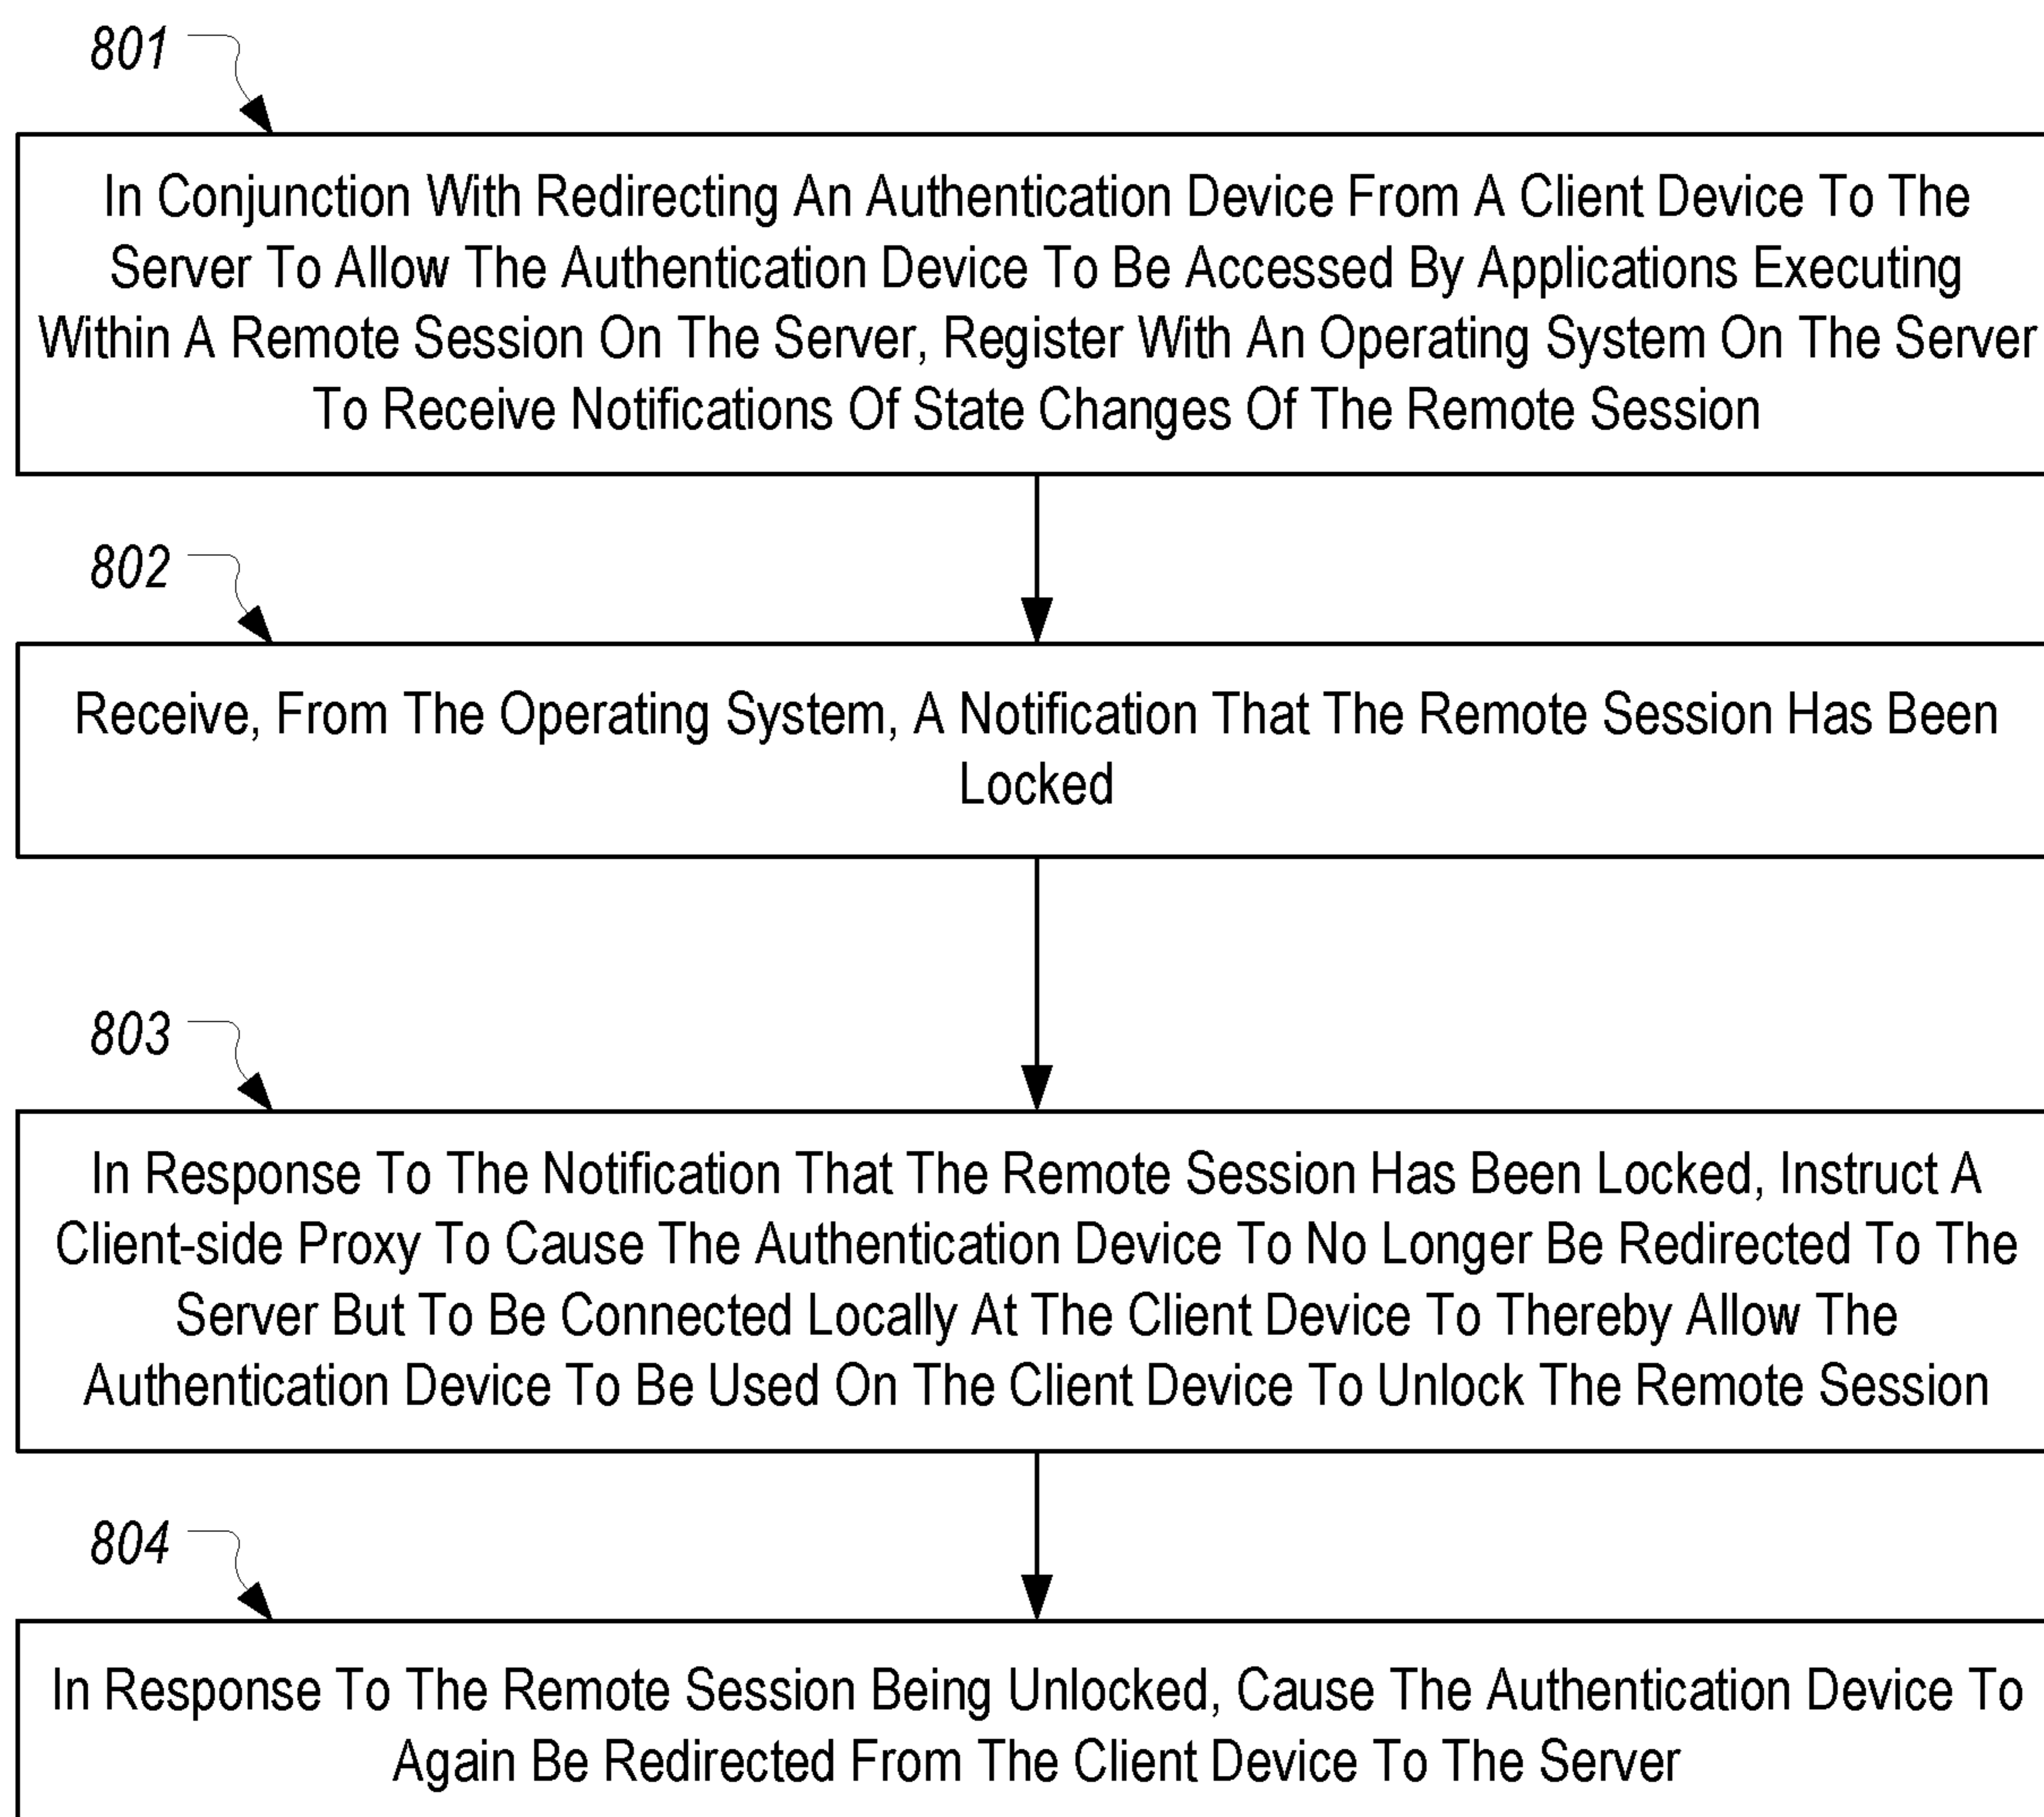 801
In Conjunction With Redirecting An Authentication Device From A Client Device To The
Server To Allow The Authentication Device To Be Accessed By Applications Executing
Within A Remote Session On The Server, Register With An Operating System On The Server
To Receive Notifications Of State Changes Of The Remote Session
802
Receive, From The Operating System, A Notification That The Remote Session Has Been
Locked
803
In Response To The Notification That The Remote Session Has Been Locked, Instruct A
Client-side Proxy To Cause The Authentication Device To No Longer Be Redirected To The
Server But To Be Connected Locally At The Client Device To Thereby Allow The
Authentication Device To Be Used On The Client Device To Unlock The Remote Session
804
In Response To The Remote Session Being Unlocked, Cause The Authentication Device To
Again Be Redirected From The Client Device To The Server